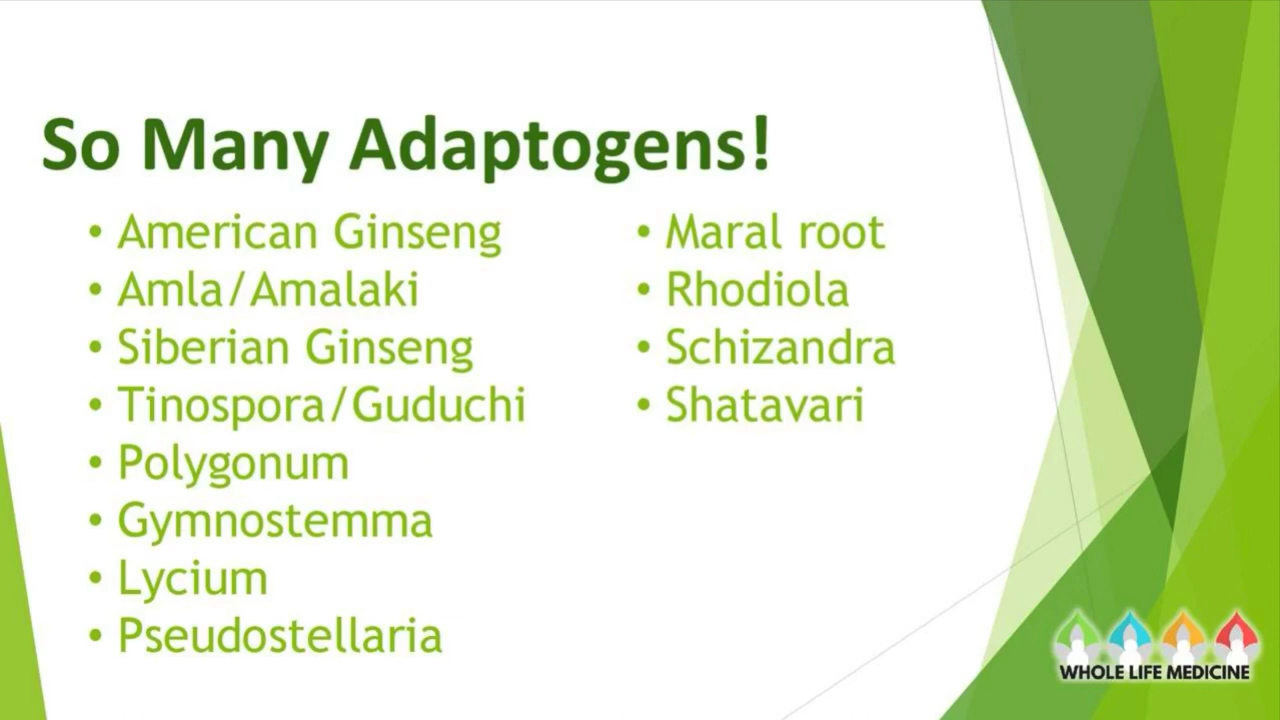 So Many Adaptogens!
• American Ginseng
• Amla/Amalaki
• Siberian Ginseng
• Tinospora/Guduchi
• Polygonum
• Gymnostemma
• Lycium
• Pseudostellaria
• Maral root
• Rhodiola
• Schizandra
• Shatavari
WHOLE LIFE MEDICINE